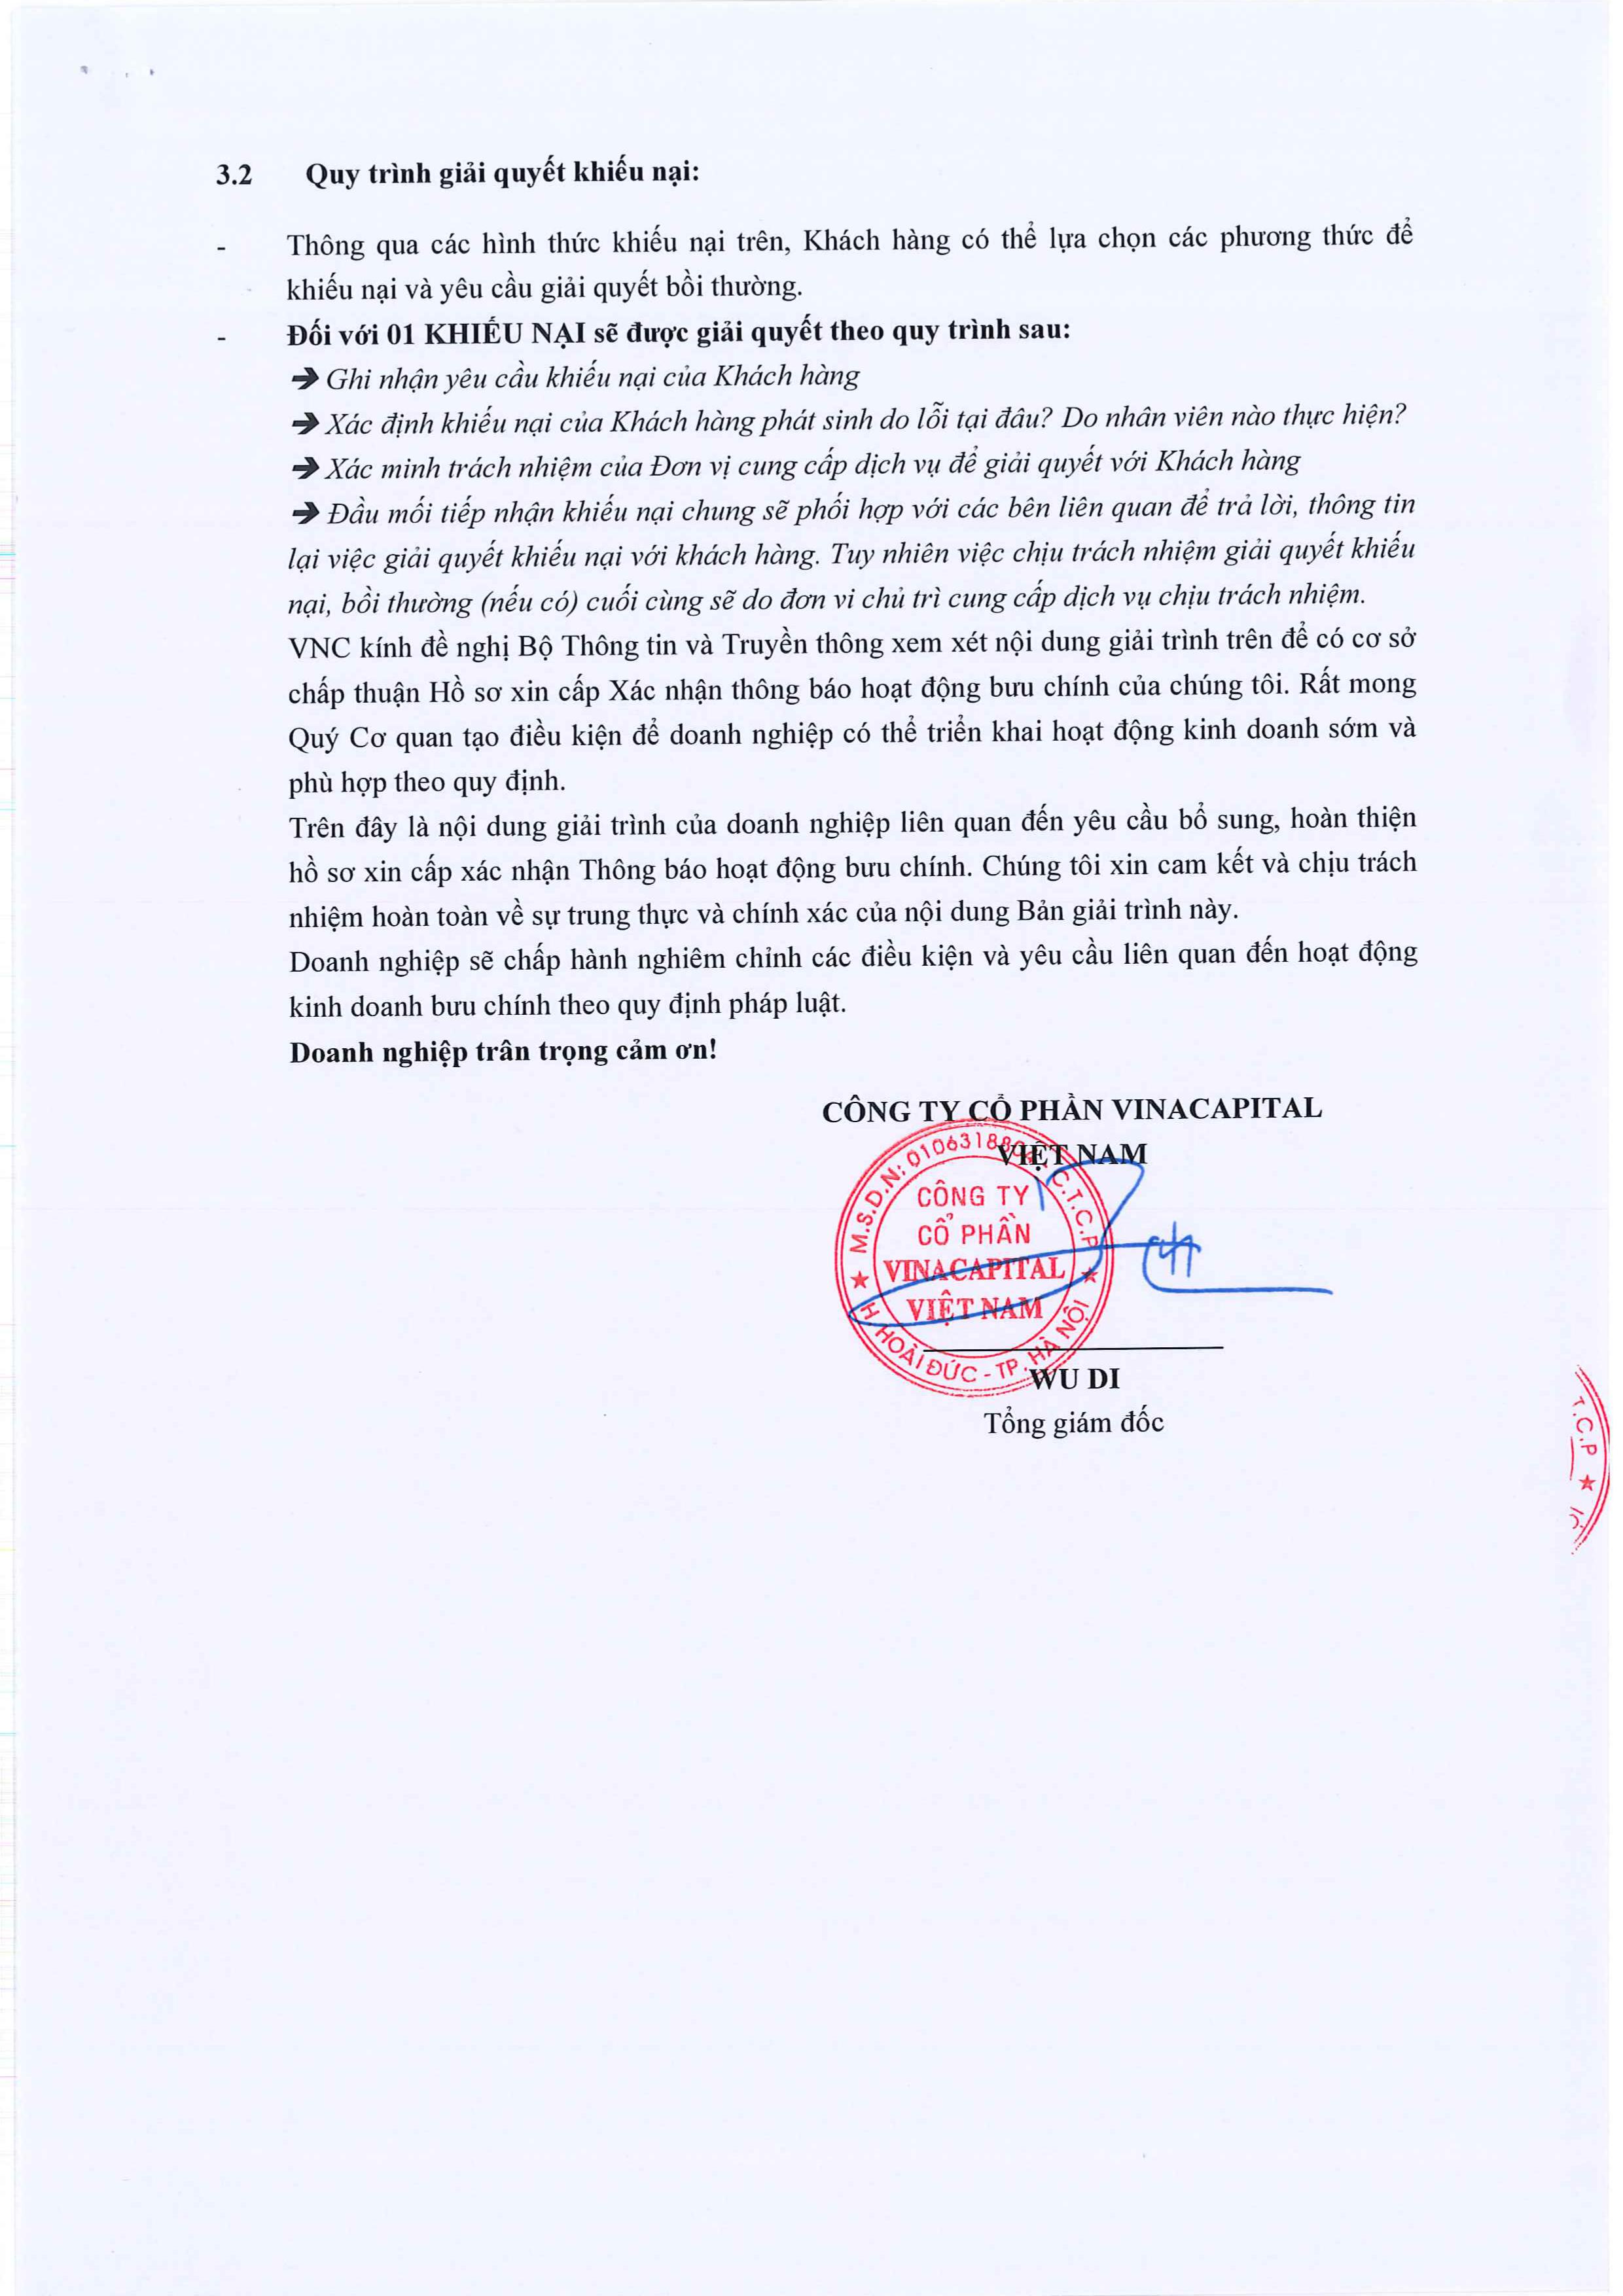 3.2 Quy trình giải quyết khiếu nại:
- Thông qua các hình thức khiếu nại trên, Khách hàng có thể lựa chọn các phương thức để
khiếu nại và yêu cầu giải quyết bồi thường.
- Đối với 01 KHIẾU NẠI sẽ được giải quyết theo quy trình sau:
➔ Ghi nhận yêu cầu khiếu nại của Khách hàng
➔ Xác định khiếu nại của Khách hàng phát sinh do lỗi tại đâu? Do nhân viên nào thực hiện?
➔ Xác minh trách nhiệm của Đơn vị cung cấp dịch vụ để giải quyết với Khách hàng
➔ Đầu mối tiếp nhận khiếu nại chung sẽ phối hợp với các bên liên quan để trả lời, thông tin
lại việc giải quyết khiếu nại với khách hàng. Tuy nhiên việc chịu trách nhiệm giải quyết khiếu
nại, bồi thường (nếu có) cuối cùng sẽ do đơn vi chủ trì cung cấp dịch vụ chịu trách nhiệm.
VNC kính đề nghị Bộ Thông tin và Truyền thông xem xét nội dung giải trình trên để có cơ sở
chấp thuận Hồ sơ xin cấp Xác nhận thông báo hoạt động bưu chính của chúng tôi. Rất mong
Quý Cơ quan tạo điều kiện để doanh nghiệp có thể triển khai hoạt động kinh doanh sớm và
phù hợp theo quy định.
Trên đây là nội dung giải trình của doanh nghiệp liên quan đến yêu cầu bổ sung, hoàn thiện
hồ sơ xin cấp xác nhận Thông báo hoạt động bưu chính. Chúng tôi xin cam kết và chịu trách
nhiệm hoàn toàn về sự trung thực và chính xác của nội dung Bản giải trình này.
Doanh nghiệp sẽ chấp hành nghiêm chỉnh các điều kiện và yêu cầu liên quan đến hoạt động
kinh doanh bưu chính theo quy định pháp luật.
Doanh nghiệp trân trọng cảm ơn!
CÔNG TY CỔ PHẦN VINACAPITAL
VIỆT NAM
M.S.D.N: C.T.C.P
CÔNG TY
CỔ PHẦN
VINACAPITAL
VIỆT NAM
H. HOÀI ĐỨC - TP. HÀ NỘI
WU DI
Tổng giám đốc
T.C.P